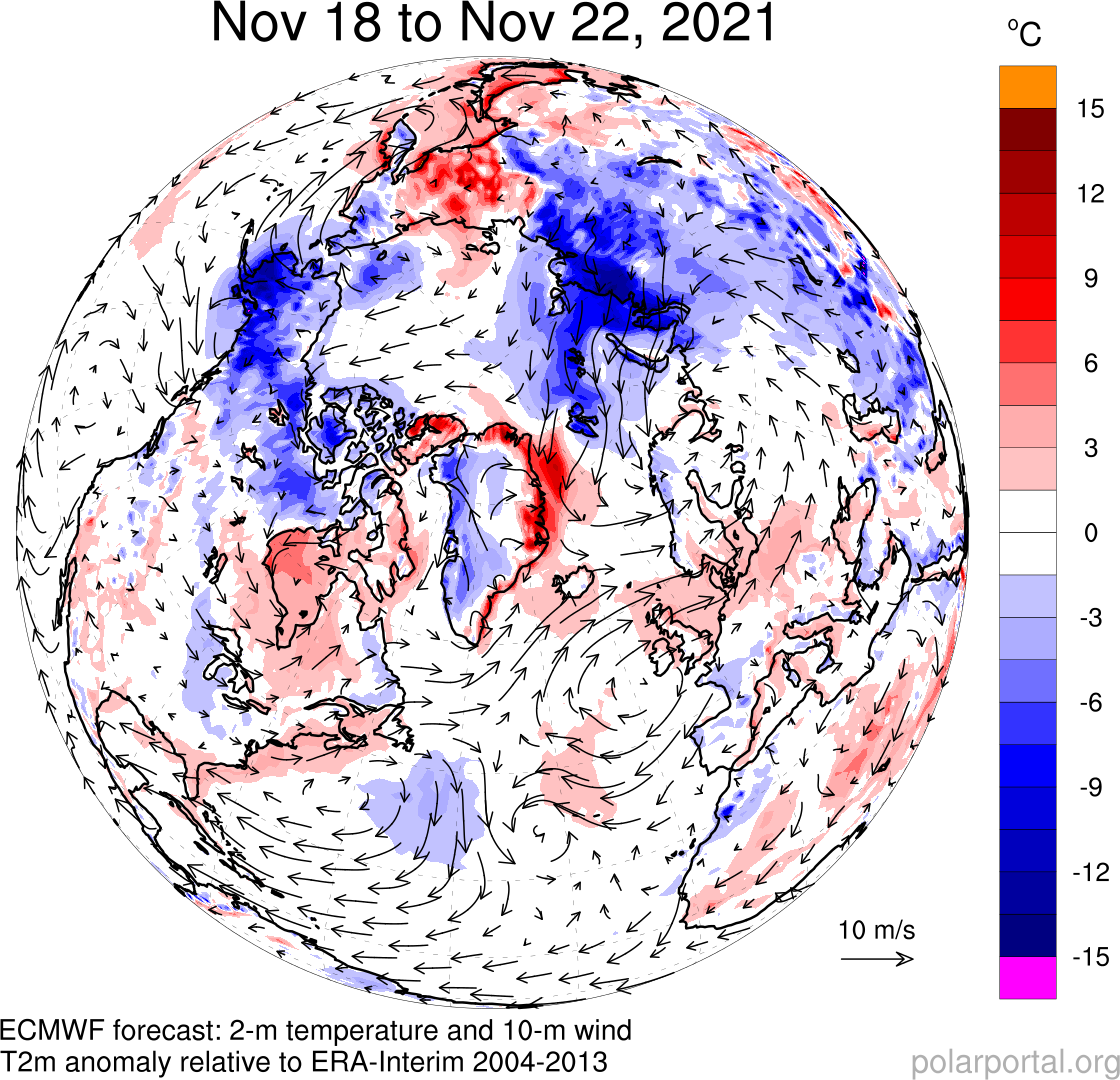 Nov 18 to Nov 22, 2021
°C
15
12
9
6
3
0
-3
-6
-9
-12
-15
10 m/s
ECMWF forecast: 2-m temperature and 10-m wind
T2m anomaly relative to ERA-Interim 2004-2013
polarportal.org